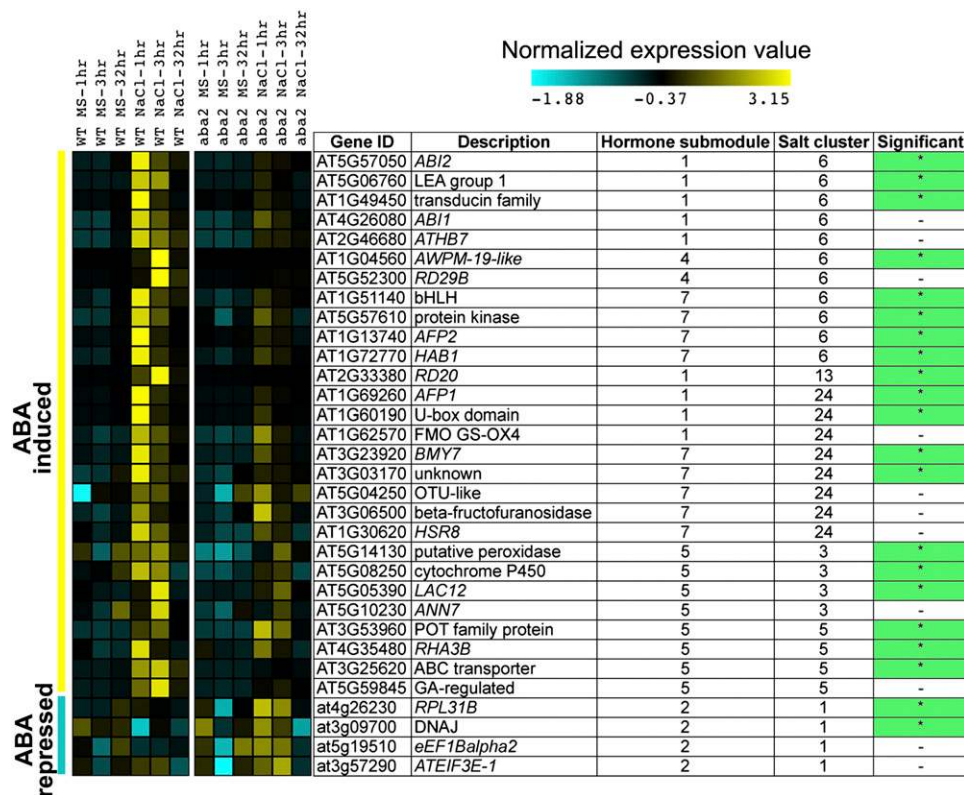 Normalized expression value
-1.88 -0.37 3.15
WT MS-1hr
WT MS-3hr
WT MS-32hr
WT NaCl-1hr
WT NaCl-3hr
WT NaCl-32hr
aba2 MS-1hr
aba2 MS-3hr
aba2 MS-32hr
aba2 NaCl-1hr
aba2 NaCl-3hr
aba2 NaCl-32hr
Gene ID Description Hormone submodule Salt cluster Significant
AT5G57050 ABI2 1 6 *
AT5G06760 LEA group 1 1 6 *
AT1G49450 transducin family 1 6 *
AT4G26080 ABI1 1 6 -
AT2G46680 ATHB7 1 6 -
AT1G04560 AWPM-19-like 4 6 *
AT5G52300 RD29B 4 6 -
AT1G51140 bHLH 7 6 *
AT5G57610 protein kinase 7 6 *
AT1G13740 AFP2 7 6 *
AT1G72770 HAB1 7 6 *
AT2G33380 RD20 1 13 *
AT1G69260 AFP1 1 24 *
AT1G60190 U-box domain 1 24 *
AT1G62570 FMO GS-OX4 1 24 -
AT3G23920 BMY7 7 24 *
AT3G03170 unknown 7 24 *
AT5G04250 OTU-like 7 24 -
AT3G06500 beta-fructofuranosidase 7 24 -
AT1G30620 HSR8 7 24 -
AT5G14130 putative peroxidase 5 3 *
AT5G08250 cytochrome P450 5 3 *
AT5G05390 LAC12 5 3 *
AT5G10230 ANN7 5 3 -
AT3G53960 POT family protein 5 5 *
AT4G35480 RHA3B 5 5 *
AT3G25620 ABC transporter 5 5 *
AT5G59845 GA-regulated 5 5 -
at4g26230 RPL31B 2 1 *
at3g09700 DNAJ 2 1 *
at5g19510 eEF1Balpha2 2 1 -
at3g57290 ATEIF3E-1 2 1 -
ABA
induced
ABA
repressed